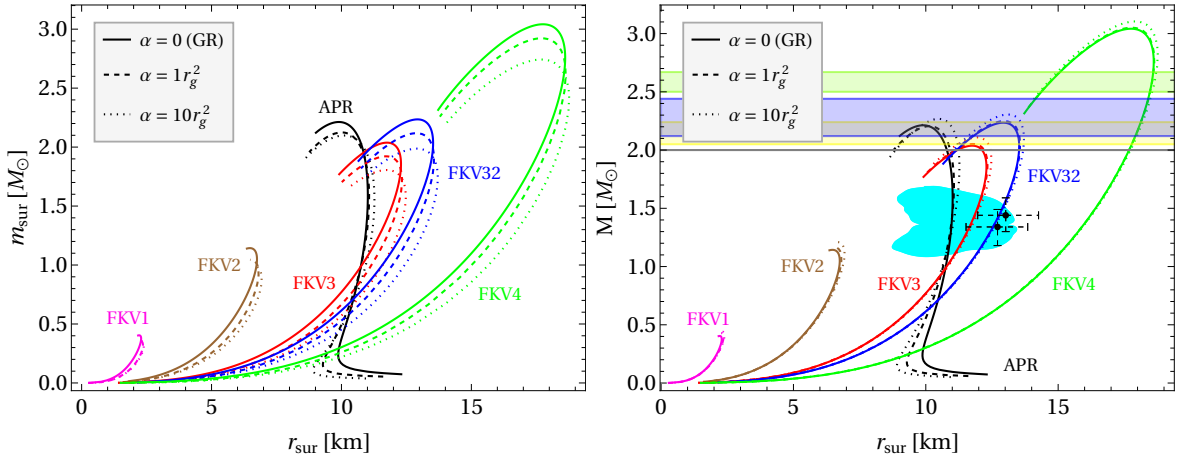 α = 0 (GR)
α = 1r_g^2
α = 10r_g^2
APR
FKV32
FKV2
FKV3
FKV4
FKV1
m_sur [M_⊙]
3.0
2.5
2.0
1.5
1.0
0.5
0.0
0 5 10 15
r_sur [km]
α = 0 (GR)
α = 1r_g^2
α = 10r_g^2
FKV32
FKV2
FKV3
FKV4
FKV1
APR
M [M_⊙]
3.0
2.5
2.0
1.5
1.0
0.5
0.0
0 5 10 15
r_sur [km]